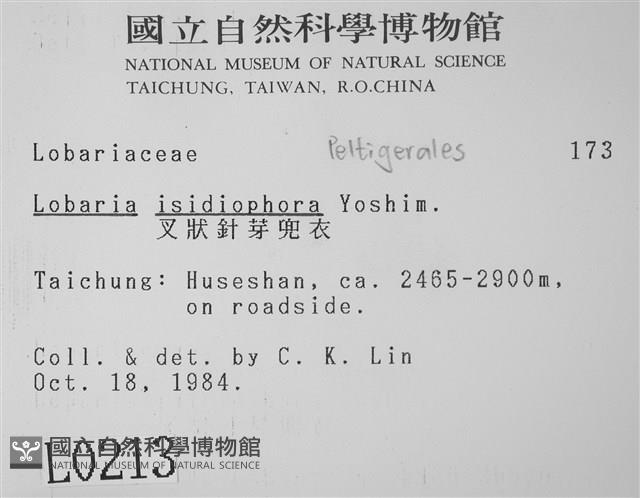 國立自然科學博物館
NATIONAL MUSEUM OF NATURAL SCIENCE
TAICHUNG, TAIWAN, R.O.CHINA
Lobariaceae Peltigerales 173
Lobaria isidiophora Yoshim.
叉狀針芽兜衣
Taichung: Huseshan, ca. 2465-2900m,
on roadside.
Coll. & det. by C. K. Lin
Oct. 18, 1984.
國立自然科學博物館
NATIONAL MUSEUM OF NATURAL SCIENCE
L0213